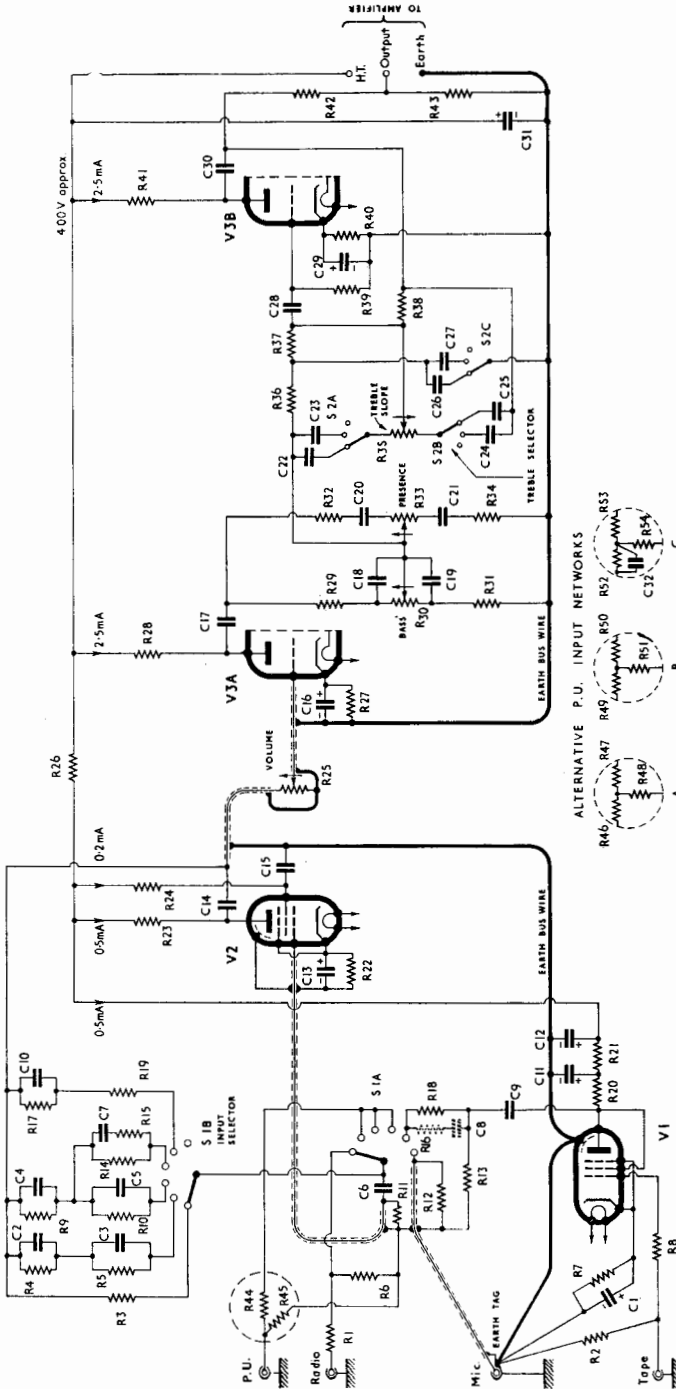 TO AMPLIFIER
H.T.
Output
Earth
400 V approx
2·5mA
R41
C30
R42
R43
C31
V3B
C28
C29
R39
R40
R37
R36
R38
C22
C23
S 2A
TREBLE SLOPE
R35
S2B
C24
C25
C26
C27
S 2C
TREBLE SELECTOR
R32
C20
PRESENCE
R33
C21
R34
C17
R29
C18
BASS
R30
C19
R31
2·5mA
R28
V3A
C16
R27
EARTH BUS WIRE
R26
VOLUME
R25
0·2mA
0·5mA
0·5mA
R24
R23
C14
C15
V2
C13
R22
EARTH BUS WIRE
C10
R17
R19
C4
C7
R15
R14
R9
C5
R10
C2
C3
R4
R5
R3
S 1B
INPUT SELECTOR
S 1A
R18
R16
C8
C9
R13
R12
R11
C6
R6
R44
R45
R1
P.U.
Radio
Mic.
Tape
EARTH TAG
C12
C11
R21
R20
V1
R7
C1
R2
R8
ALTERNATIVE P.U. INPUT NETWORKS
R46
R47
R48
A
R49
R50
R51
B
R52
R53
C32
R54
C